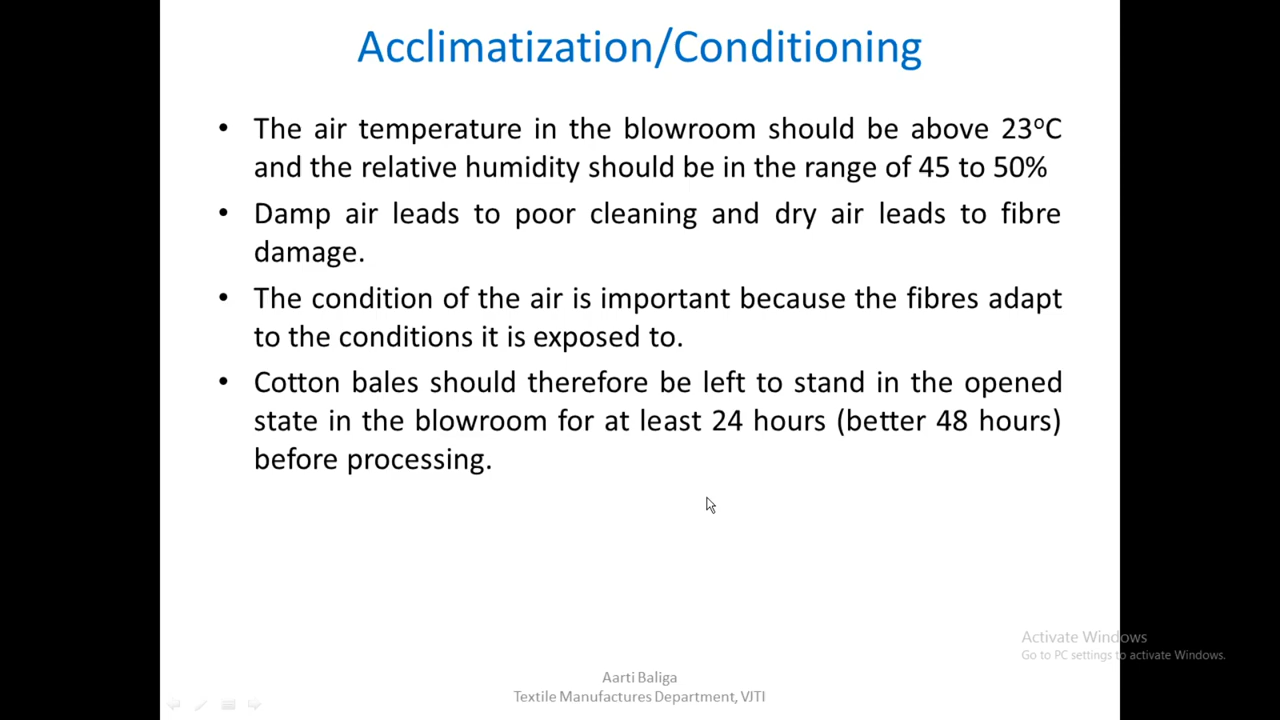 Acclimatization/Conditioning
• The air temperature in the blowroom should be above 23°C
and the relative humidity should be in the range of 45 to 50%
• Damp air leads to poor cleaning and dry air leads to fibre
damage.
• The condition of the air is important because the fibres adapt
to the conditions it is exposed to.
• Cotton bales should therefore be left to stand in the opened
state in the blowroom for at least 24 hours (better 48 hours)
before processing.
Activate Windows
Go to PC settings to activate Windows.
Aarti Baliga
Textile Manufactures Department, VJTI